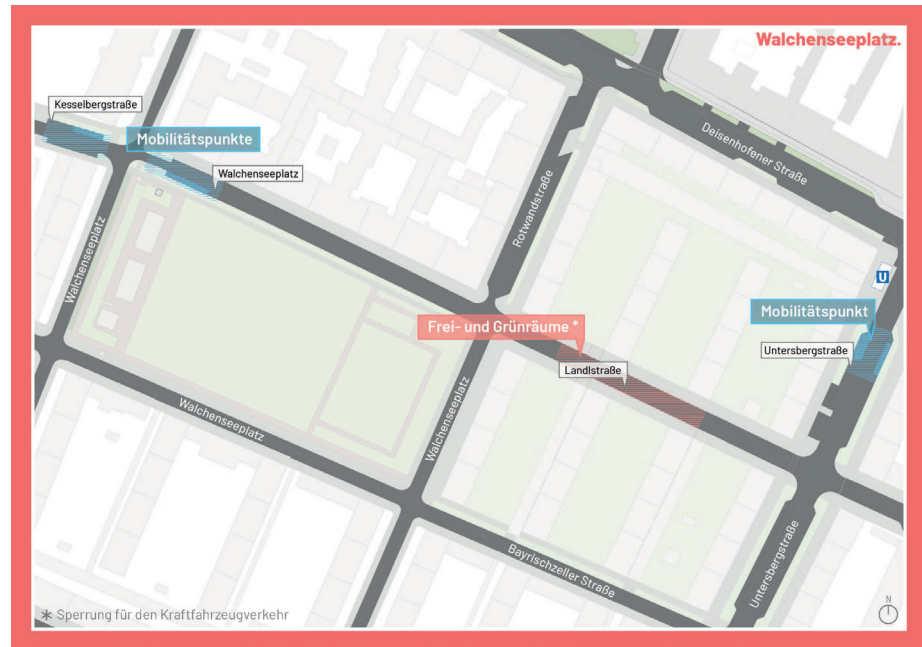 Walchenseeplatz.
Kesselbergstraße
Mobilitätspunkte
Walchenseeplatz
Deisenhofener Straße
Rotwandstraße
Walchenseeplatz
U
Mobilitätspunkt
Frei- und Grünräume *
Untersbergstraße
Landlstraße
Walchenseeplatz
Walchenseeplatz
Bayrischzeller Straße
Untersbergstraße
* Sperrung für den Kraftfahrzeugverkehr
N